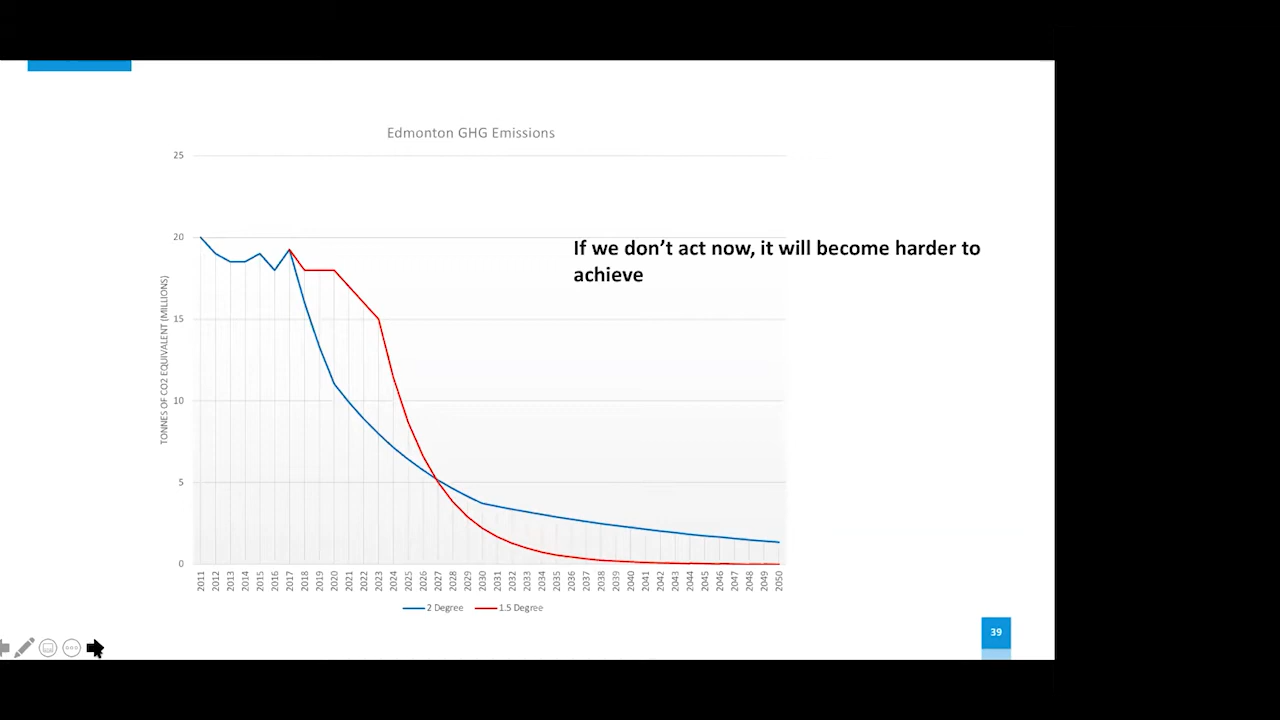 Edmonton GHG Emissions
25
20
15
10
5
0
TONNES OF CO2 EQUIVALENT (MILLIONS)
If we don’t act now, it will become harder to
achieve
2011 2012 2013 2014 2015 2016 2017 2018 2019 2020 2021 2022 2023 2024 2025 2026 2027 2028 2029 2030 2031 2032 2033 2034 2035 2036 2037 2038 2039 2040 2041 2042 2043 2044 2045 2046 2047 2048 2049 2050
2 Degree 1.5 Degree
39